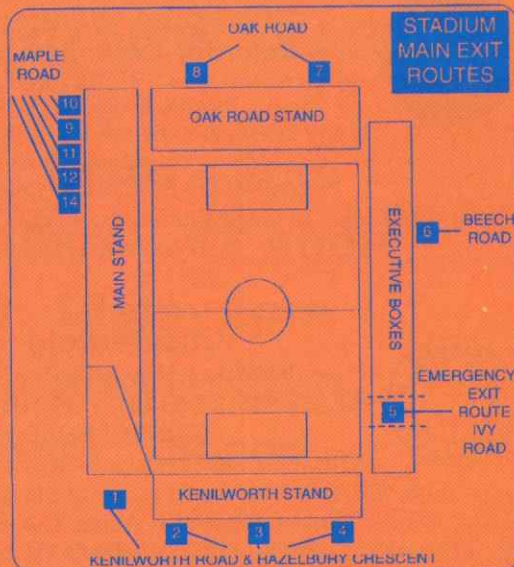 OAK ROAD
STADIUM
MAIN EXIT
ROUTES
MAPLE
ROAD
8
7
10
9
11
12
14
OAK ROAD STAND
MAIN STAND
EXECUTIVE BOXES
6
BEECH
ROAD
EMERGENCY
EXIT
ROUTE
IVY
ROAD
5
1
KENILWORTH STAND
2
3
4
KENILWORTH ROAD & HAZELBURY CRESCENT